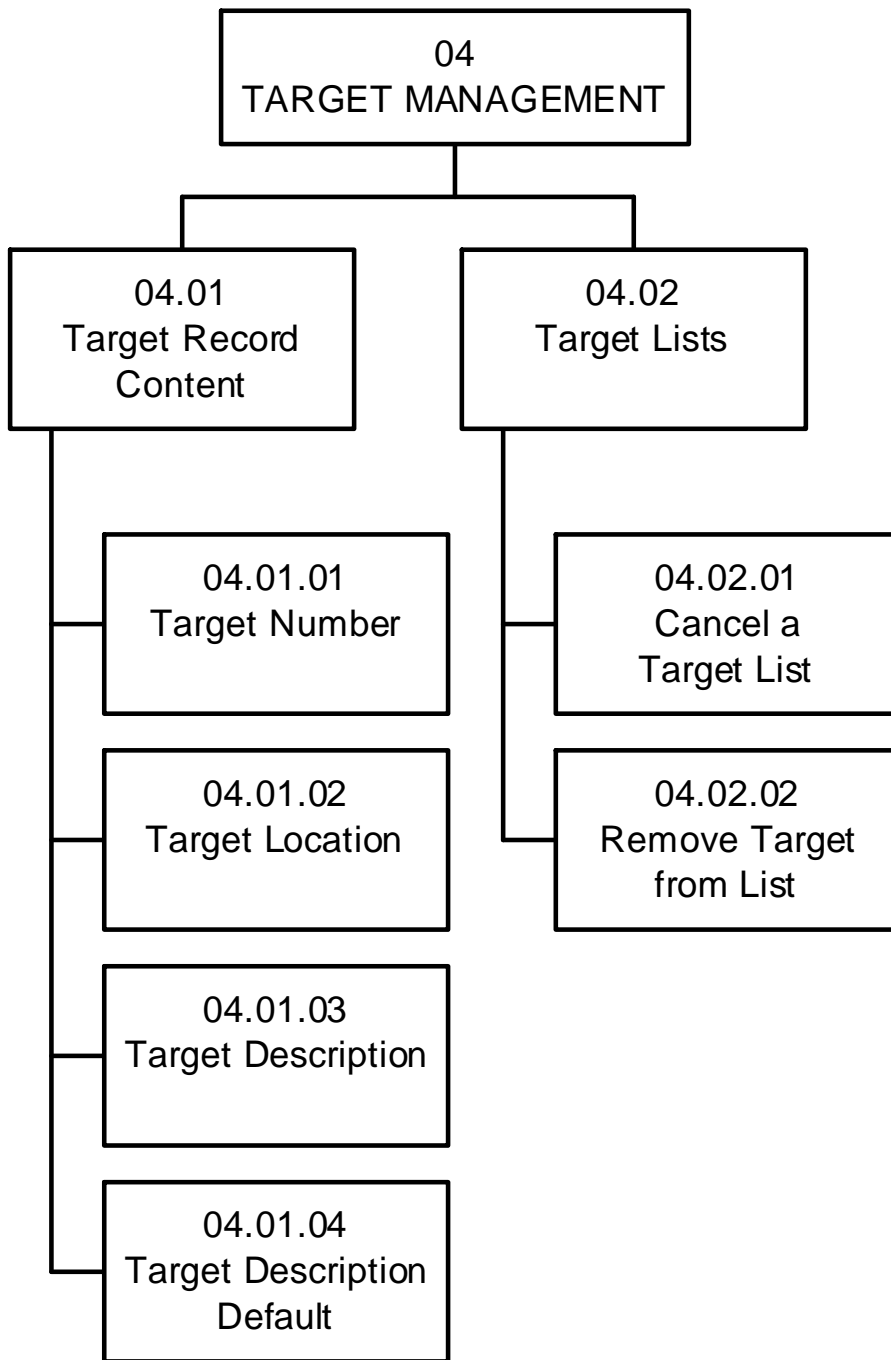 04
TARGET MANAGEMENT
04.01
Target Record
Content
04.02
Target Lists
04.01.01
Target Number
04.01.02
Target Location
04.01.03
Target Description
04.01.04
Target Description
Default
04.02.01
Cancel a
Target List
04.02.02
Remove Target
from List